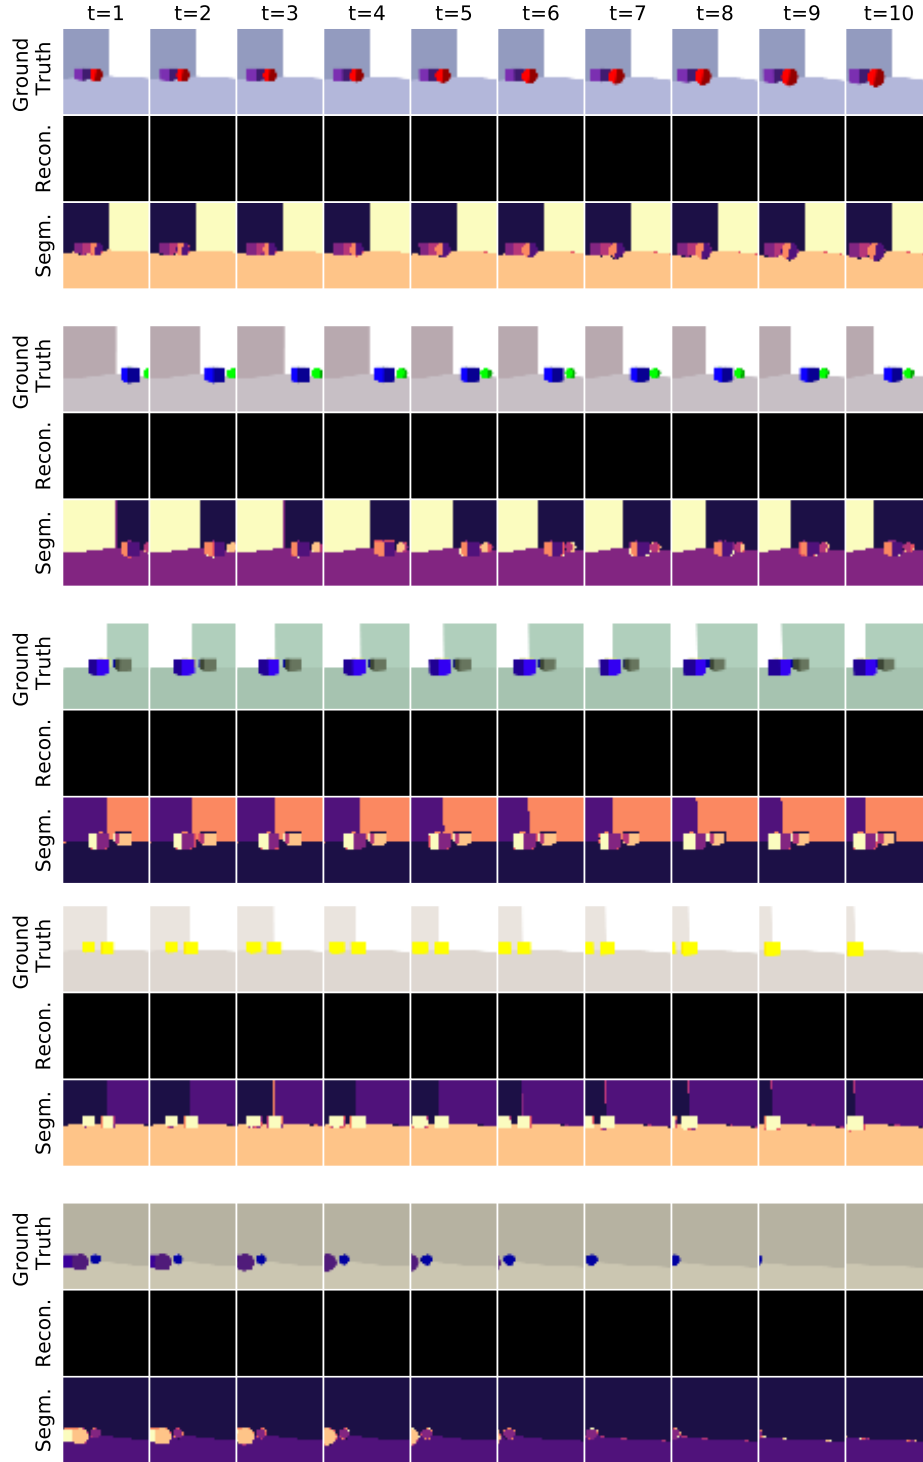 t=1 t=2 t=3 t=4 t=5 t=6 t=7 t=8 t=9 t=10
Ground
Truth
Recon.
Segm.
Ground
Truth
Recon.
Segm.
Ground
Truth
Recon.
Segm.
Ground
Truth
Recon.
Segm.
Ground
Truth
Recon.
Segm.